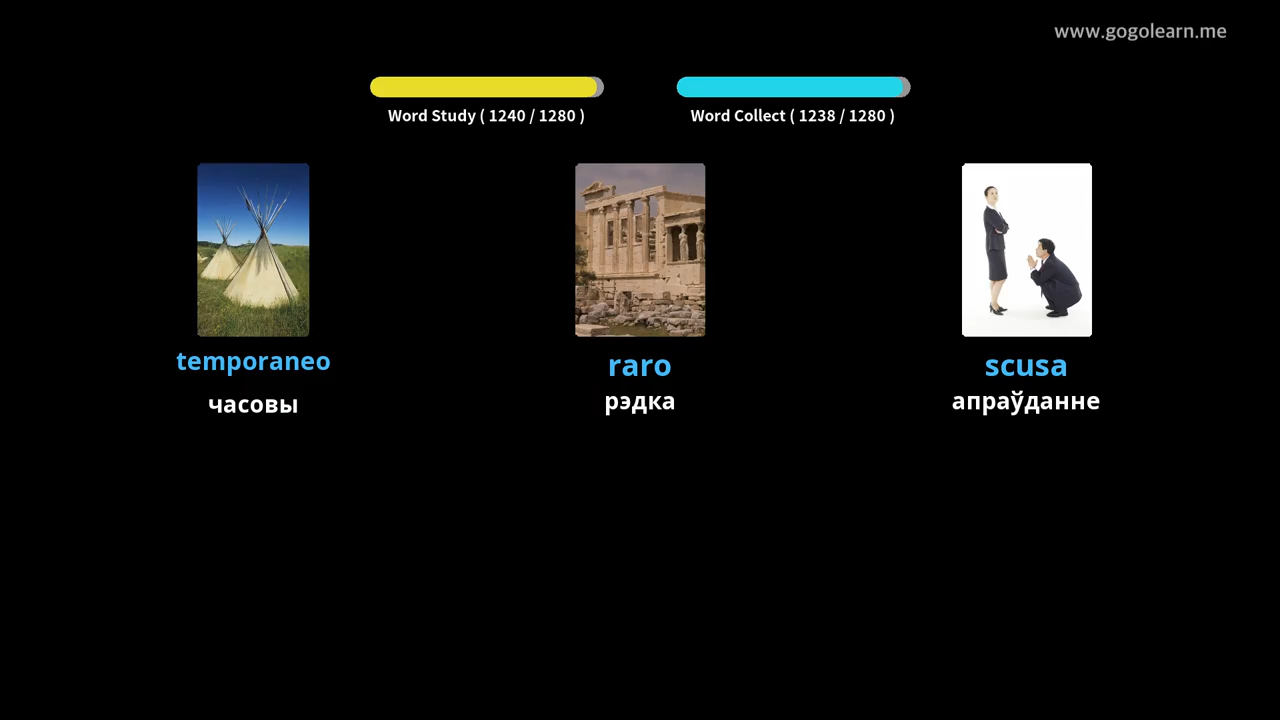 www.gogolearn.me
Word Study ( 1240 / 1280 )
Word Collect ( 1238 / 1280 )
temporaneo
часовы
raro
рэдка
scusa
апраўданне